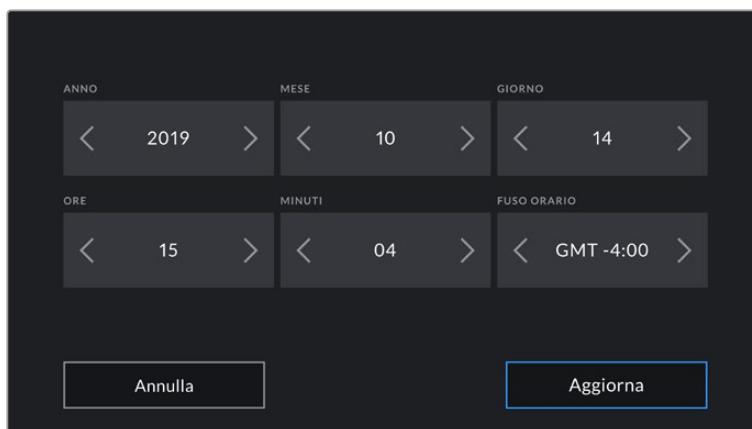 ANNO MESE GIORNO
2019 10 14
ORE MINUTI FUSO ORARIO
15 04 GMT -4:00
Annulla Aggiorna